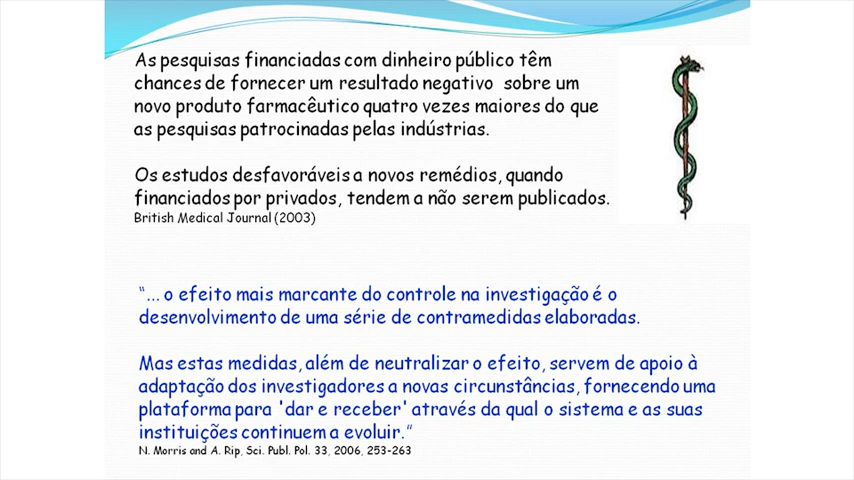 As pesquisas financiadas com dinheiro público têm
chances de fornecer um resultado negativo sobre um
novo produto farmacêutico quatro vezes maiores do que
as pesquisas patrocinadas pelas indústrias.
Os estudos desfavoráveis a novos remédios, quando
financiados por privados, tendem a não serem publicados.
British Medical Journal (2003)
"... o efeito mais marcante do controle na investigação é o
desenvolvimento de uma série de contramedidas elaboradas.
Mas estas medidas, além de neutralizar o efeito, servem de apoio à
adaptação dos investigadores a novas circunstâncias, fornecendo uma
plataforma para 'dar e receber' através da qual o sistema e as suas
instituições continuem a evoluir."
N. Morris and A. Rip, Sci. Publ. Pol. 33, 2006, 253-263